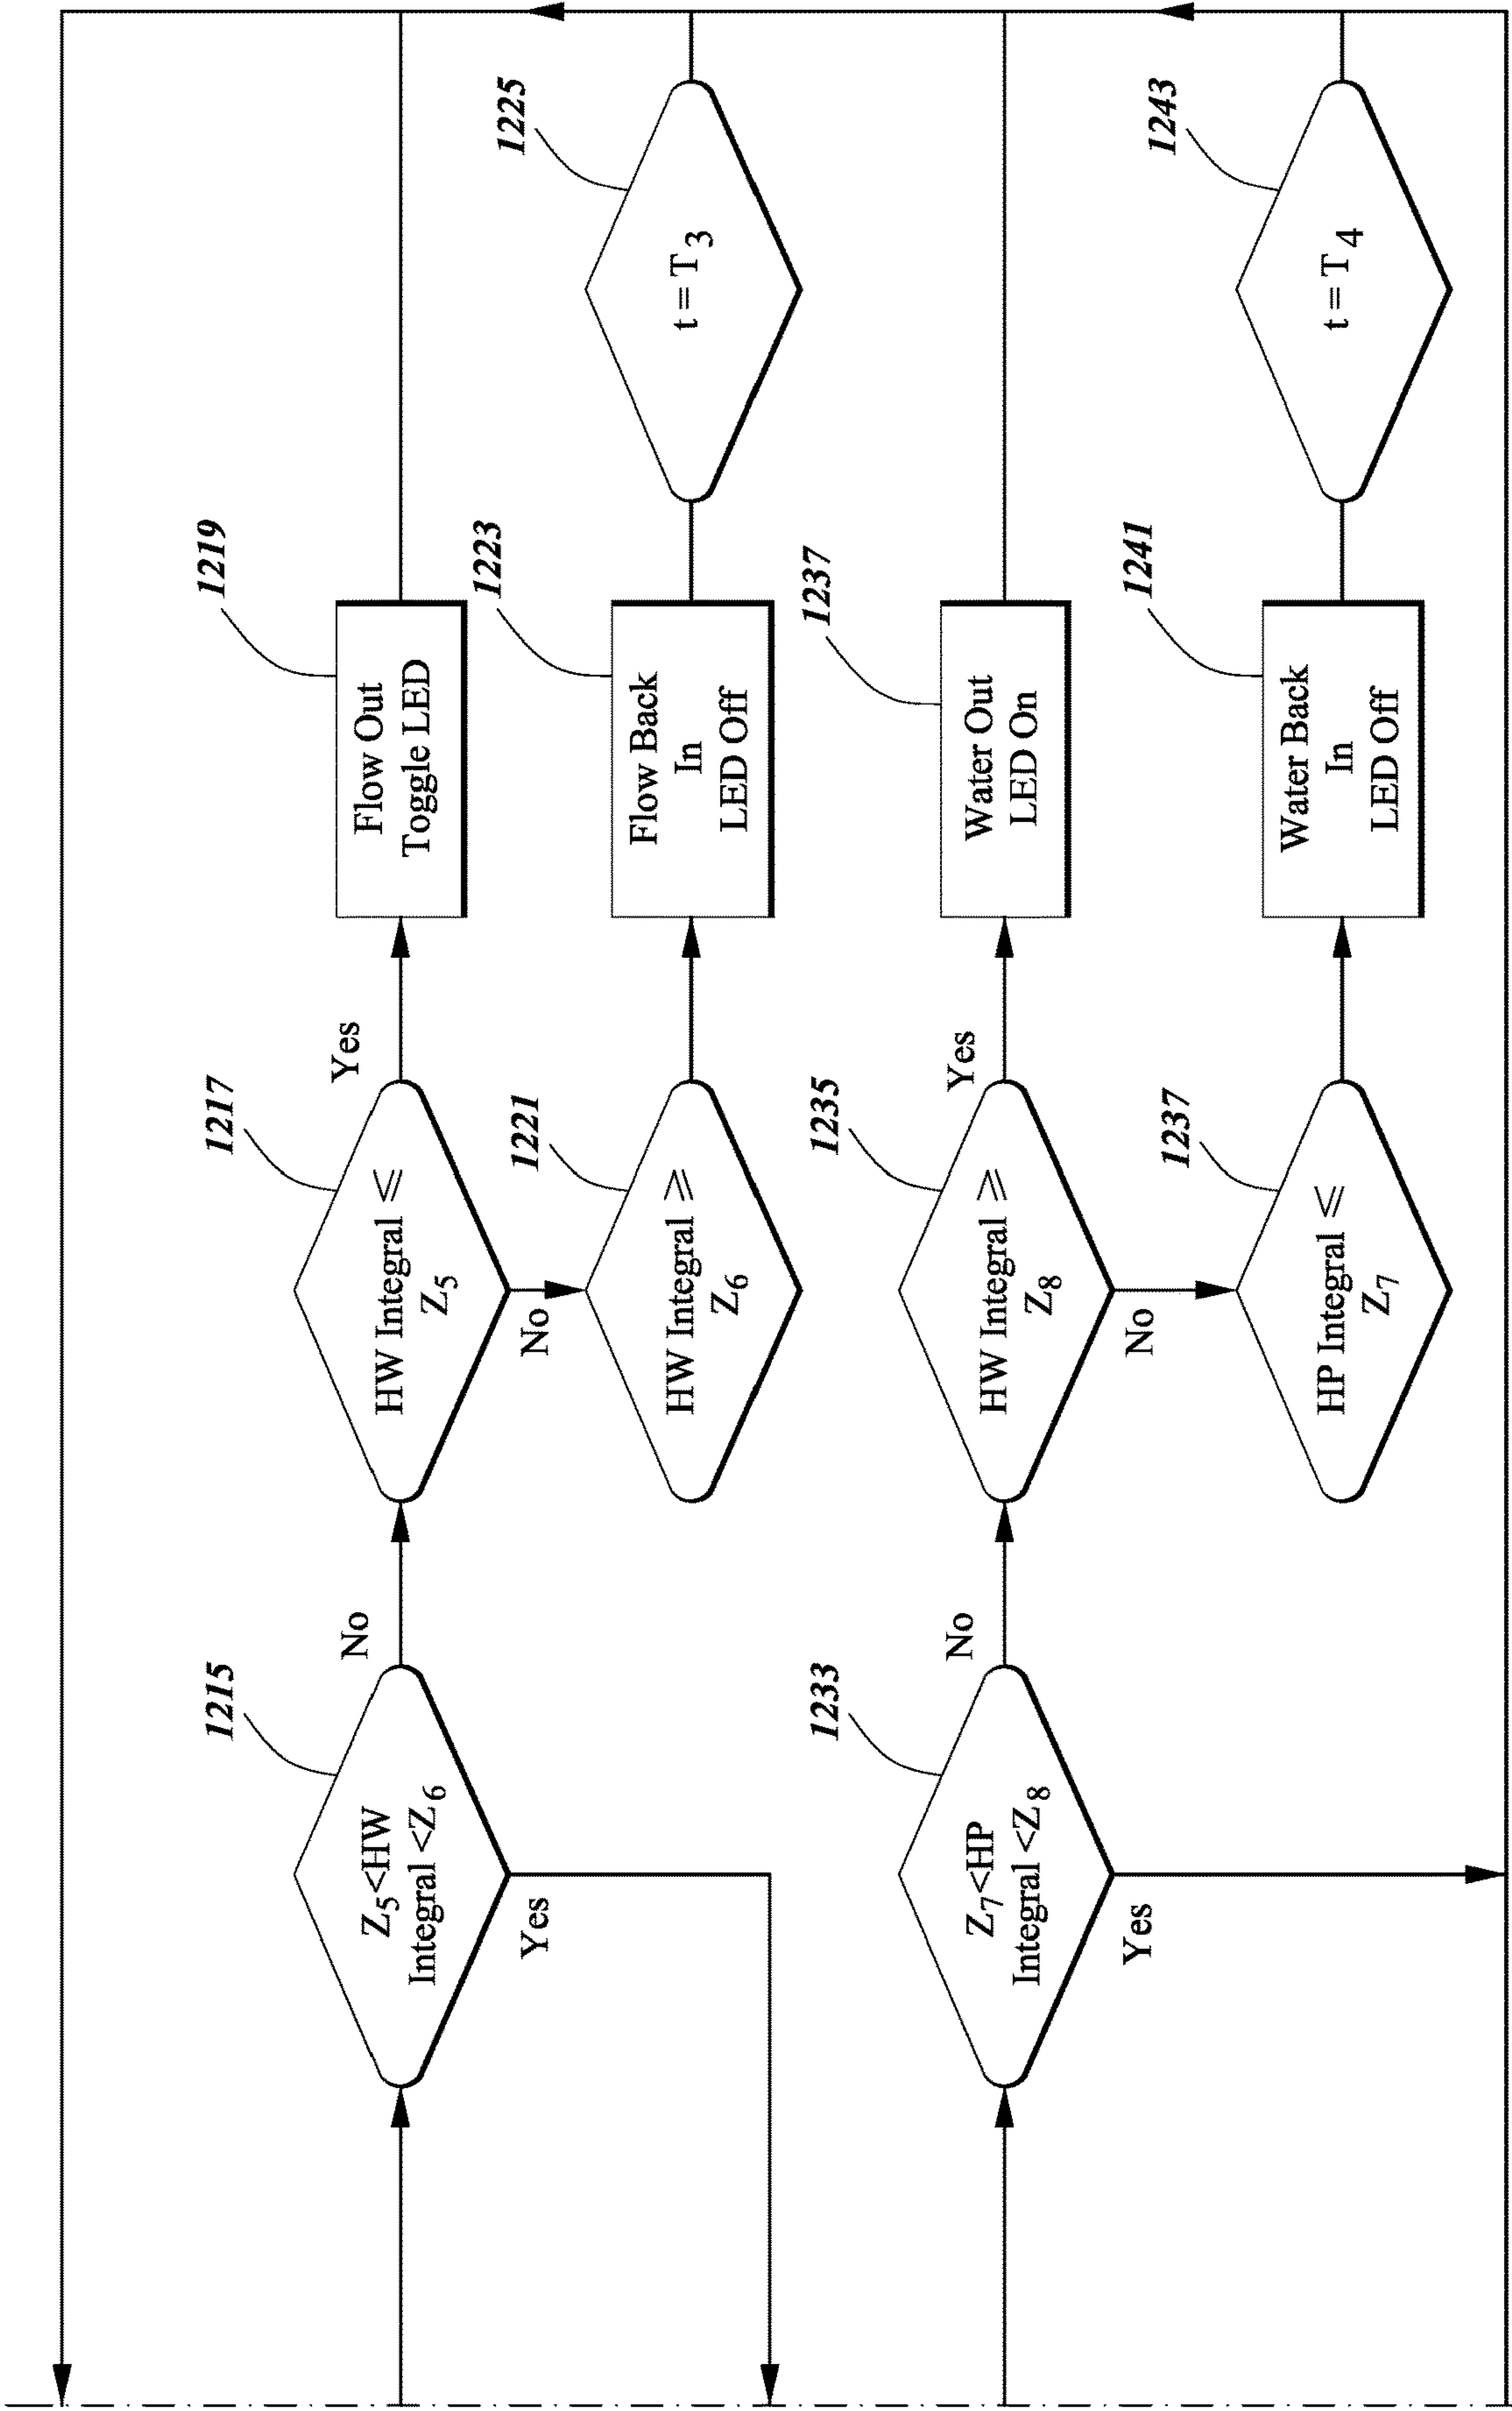 1215
Z5<HW
Integral <Z6
No
Yes
1217
HW Integral ⩽
Z5
Yes
No
1219
Flow Out
Toggle LED
1221
HW Integral ⩾
Z6
1223
Flow Back
In
LED Off
1225
t = T3
1233
Z7<HP
Integral <Z8
No
Yes
1235
HW Integral ⩾
Z8
Yes
No
1237
Water Out
LED On
1237
HP Integral ⩽
Z7
1241
Water Back
In
LED Off
1243
t = T4